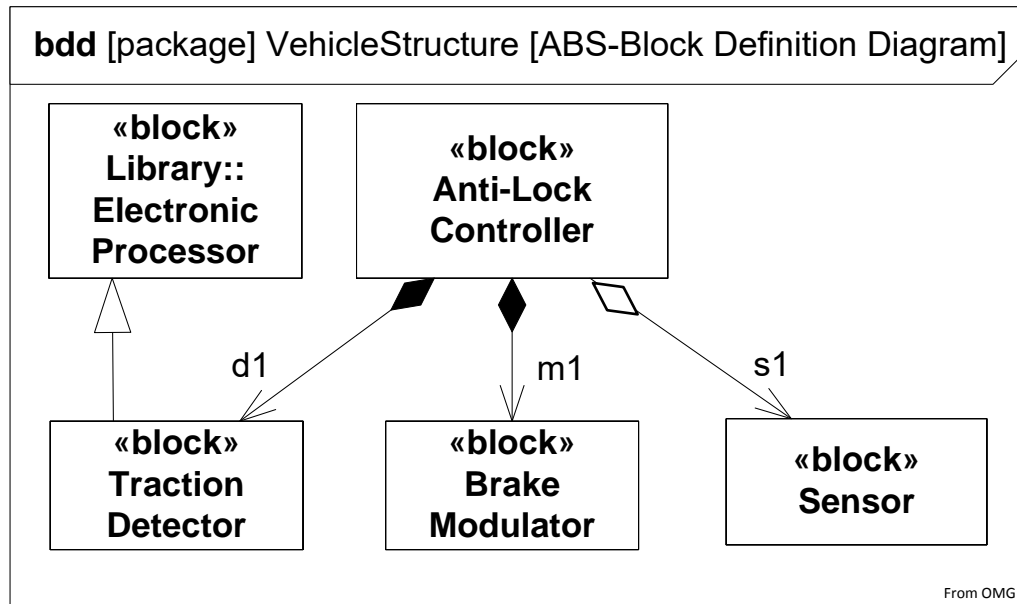 bdd [package] VehicleStructure [ABS-Block Definition Diagram]
«block»
Library::
Electronic
Processor
«block»
Anti-Lock
Controller
d1
m1
s1
«block»
Traction
Detector
«block»
Brake
Modulator
«block»
Sensor
From OMG